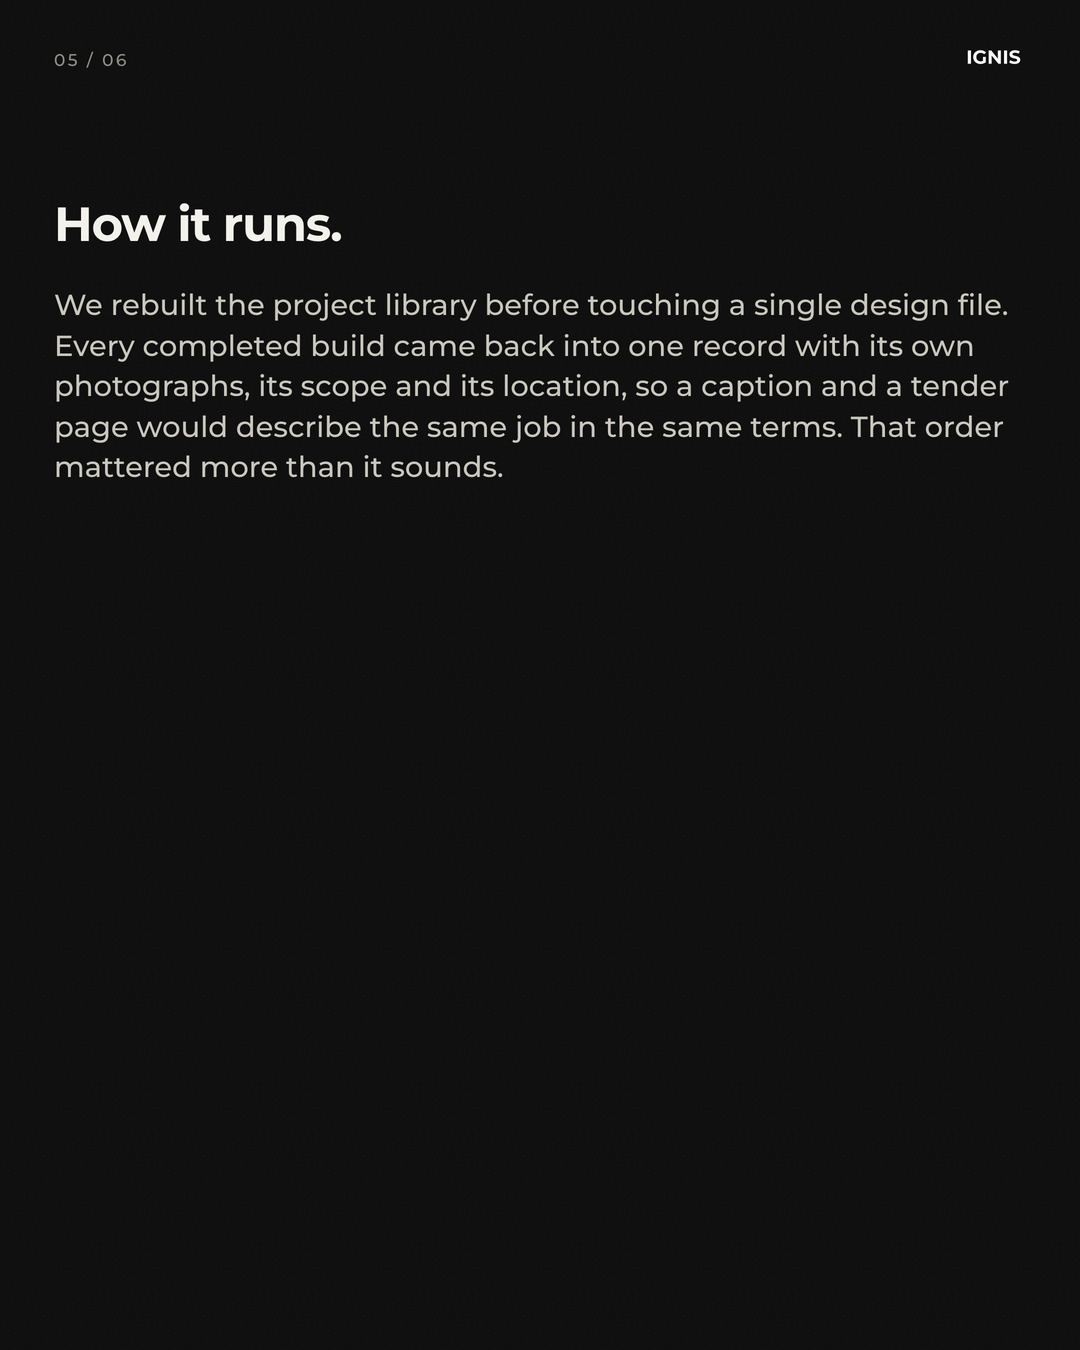 05 / 06
IGNIS
How it runs.
We rebuilt the project library before touching a single design file.
Every completed build came back into one record with its own
photographs, its scope and its location, so a caption and a tender
page would describe the same job in the same terms. That order
mattered more than it sounds.